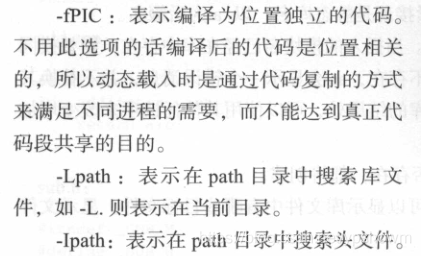 -fPIC：表示编译为位置独立的代码。
不用此选项的话编译后的代码是位置相关
的，所以动态载人时是通过代码复制的方式
来满足不同进程的需要，而不能达到真正代
码段共享的目的。
-Lpath：表示在 path 目录中搜索库文
件，如 -L. 则表示在当前目录。
-Ipath：表示在 path 目录中搜索头文件。